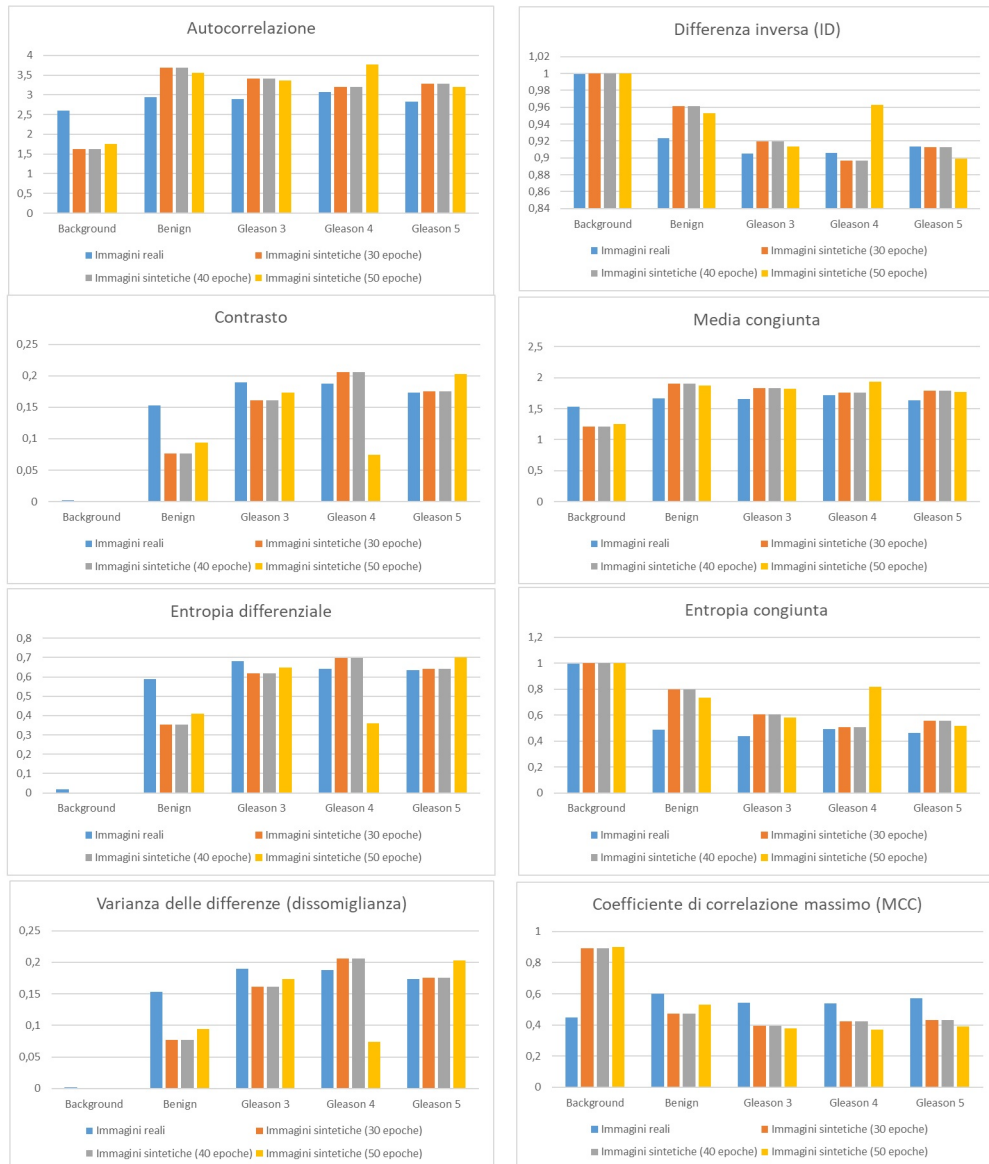 Autocorrelazione
4
3,5
3
2,5
2
1,5
1
0,5
0
Background Benign Gleason 3 Gleason 4 Gleason 5
Immagini reali Immagini sintetiche (30 epoche)
Immagini sintetiche (40 epoche) Immagini sintetiche (50 epoche)
Differenza inversa (ID)
1,02
1
0,98
0,96
0,94
0,92
0,9
0,88
0,86
0,84
Background Benign Gleason 3 Gleason 4 Gleason 5
Immagini reali Immagini sintetiche (30 epoche)
Immagini sintetiche (40 epoche) Immagini sintetiche (50 epoche)
Contrasto
0,25
0,2
0,15
0,1
0,05
0
Background Benign Gleason 3 Gleason 4 Gleason 5
Immagini reali Immagini sintetiche (30 epoche)
Immagini sintetiche (40 epoche) Immagini sintetiche (50 epoche)
Media congiunta
2,5
2
1,5
1
0,5
0
Background Benign Gleason 3 Gleason 4 Gleason 5
Immagini reali Immagini sintetiche (30 epoche)
Immagini sintetiche (40 epoche) Immagini sintetiche (50 epoche)
Entropia differenziale
0,8
0,7
0,6
0,5
0,4
0,3
0,2
0,1
0
Background Benign Gleason 3 Gleason 4 Gleason 5
Immagini reali Immagini sintetiche (30 epoche)
Immagini sintetiche (40 epoche) Immagini sintetiche (50 epoche)
Entropia congiunta
1,2
1
0,8
0,6
0,4
0,2
0
Background Benign Gleason 3 Gleason 4 Gleason 5
Immagini reali Immagini sintetiche (30 epoche)
Immagini sintetiche (40 epoche) Immagini sintetiche (50 epoche)
Varianza delle differenze (dissomiglianza)
0,25
0,2
0,15
0,1
0,05
0
Background Benign Gleason 3 Gleason 4 Gleason 5
Immagini reali Immagini sintetiche (30 epoche)
Immagini sintetiche (40 epoche) Immagini sintetiche (50 epoche)
Coefficiente di correlazione massimo (MCC)
1
0,8
0,6
0,4
0,2
0
Background Benign Gleason 3 Gleason 4 Gleason 5
Immagini reali Immagini sintetiche (30 epoche)
Immagini sintetiche (40 epoche) Immagini sintetiche (50 epoche)